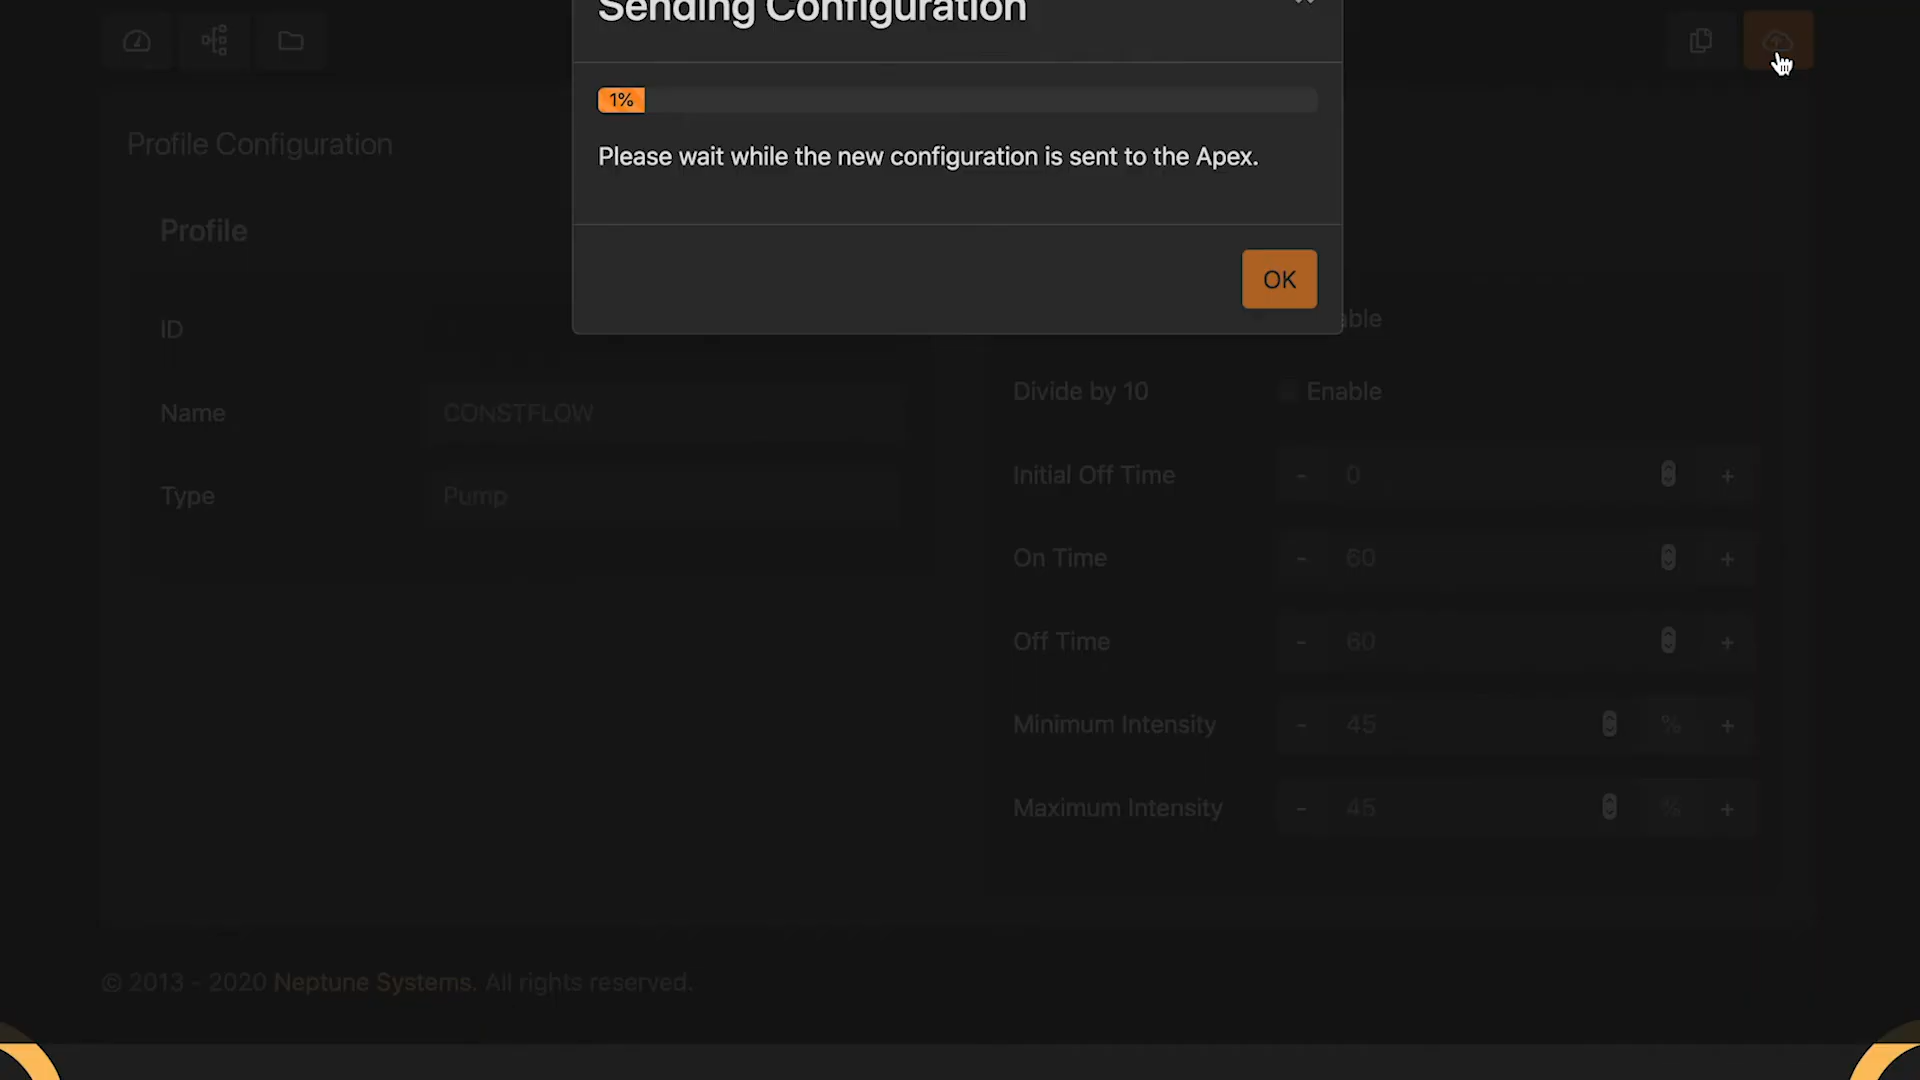 Sending Configuration
1%
Please wait while the new configuration is sent to the Apex.
OK
Profile Configuration
Profile
ID
Name CONSTFLOW
Type Pump
able
Divide by 10 Enable
Initial Off Time - 0 +
On Time - 60 +
Off Time - 60 +
Minimum Intensity - 45 % +
Maximum Intensity - 45 % +
© 2013 - 2020 Neptune Systems. All rights reserved.